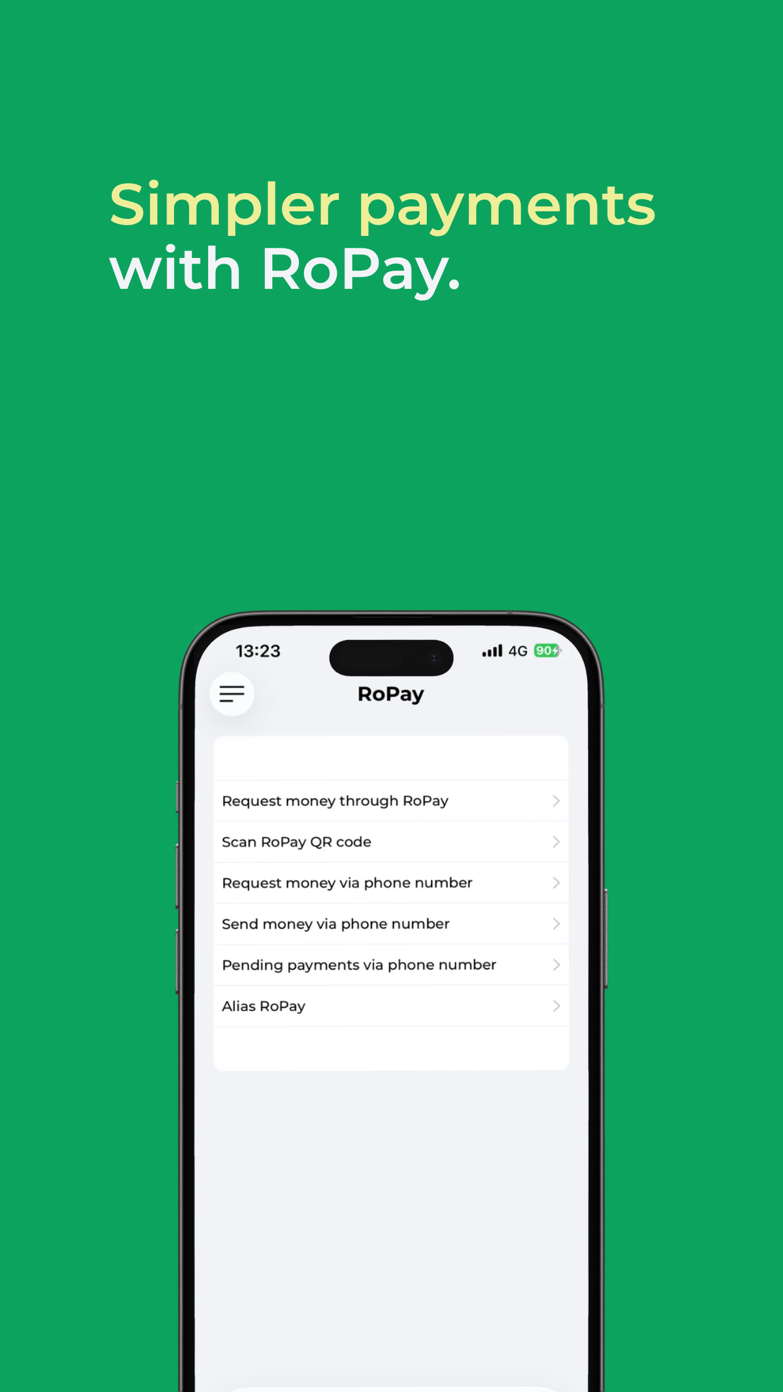 Simpler payments
with RoPay.
13:23
4G
90
RoPay
Request money through RoPay
Scan RoPay QR code
Request money via phone number
Send money via phone number
Pending payments via phone number
Alias RoPay